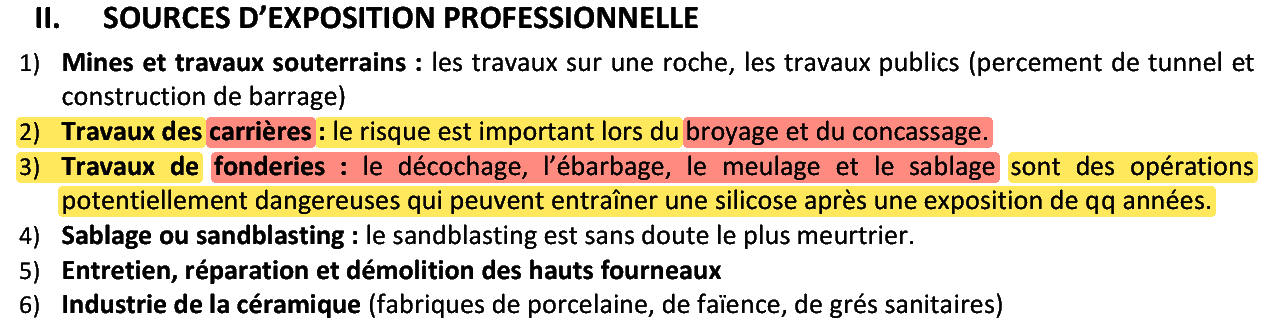 II. SOURCES D’EXPOSITION PROFESSIONNELLE
1) Mines et travaux souterrains : les travaux sur une roche, les travaux publics (percement de tunnel et
construction de barrage)
2) Travaux des carrières : le risque est important lors du broyage et du concassage.
3) Travaux de fonderies : le décochage, l’ébarbage, le meulage et le sablage sont des opérations
potentiellement dangereuses qui peuvent entraîner une silicose après une exposition de qq années.
4) Sablage ou sandblasting : le sandblasting est sans doute le plus meurtrier.
5) Entretien, réparation et démolition des hauts fourneaux
6) Industrie de la céramique (fabriques de porcelaine, de faïence, de grés sanitaires)